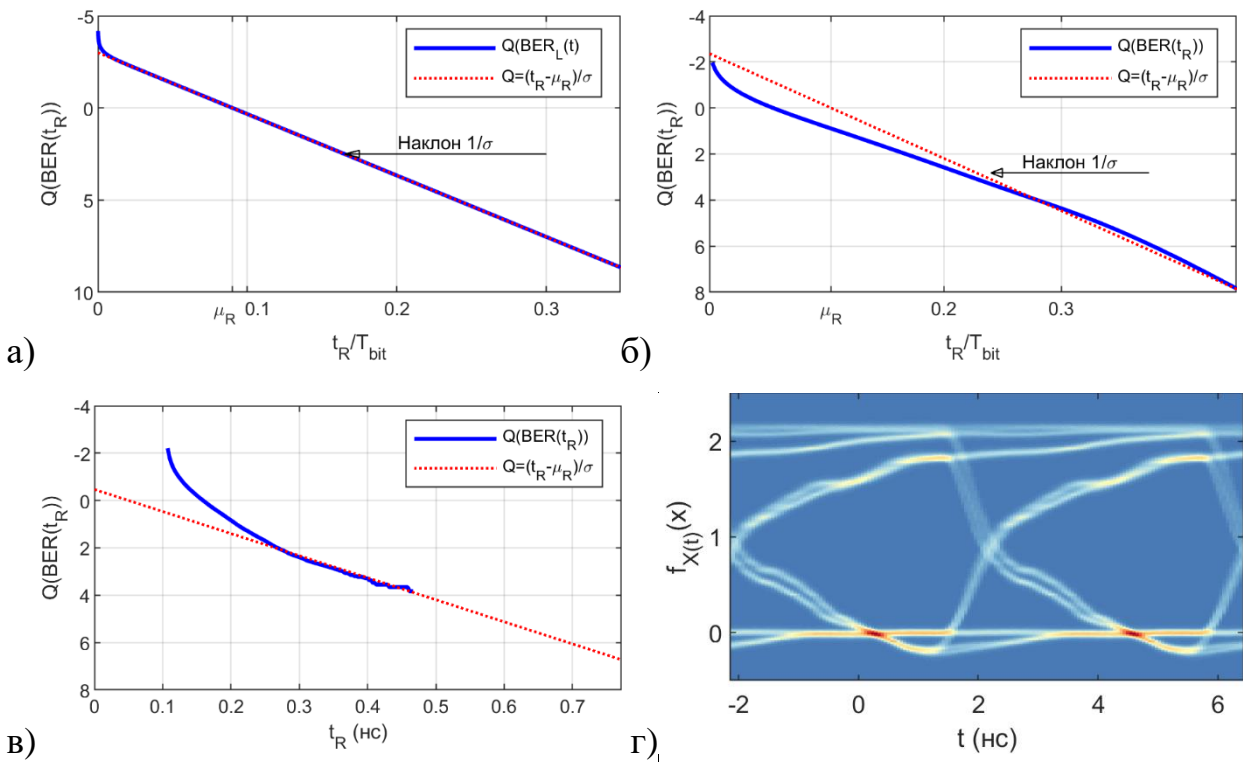 -5
0
5
10
Q(BER(t_R))
Q(BER_L(t)
Q=(t_R-μ_R)/σ
Наклон 1/σ
0 μ_R 0.1 0.2 0.3
t_R/T_bit
а)
-4
-2
0
2
4
6
8
Q(BER(t_R))
Q(BER(t_R))
Q=(t_R-μ_R)/σ
Наклон 1/σ
0 μ_R 0.2 0.3
t_R/T_bit
б)
-4
-2
0
2
4
6
8
Q(BER(t_R))
Q(BER(t_R))
Q=(t_R-μ_R)/σ
0 0.1 0.2 0.3 0.4 0.5 0.6 0.7
t_R (нс)
в)
2
1
0
f_X(t)(x)
-2 0 2 4 6
t (нс)
г)